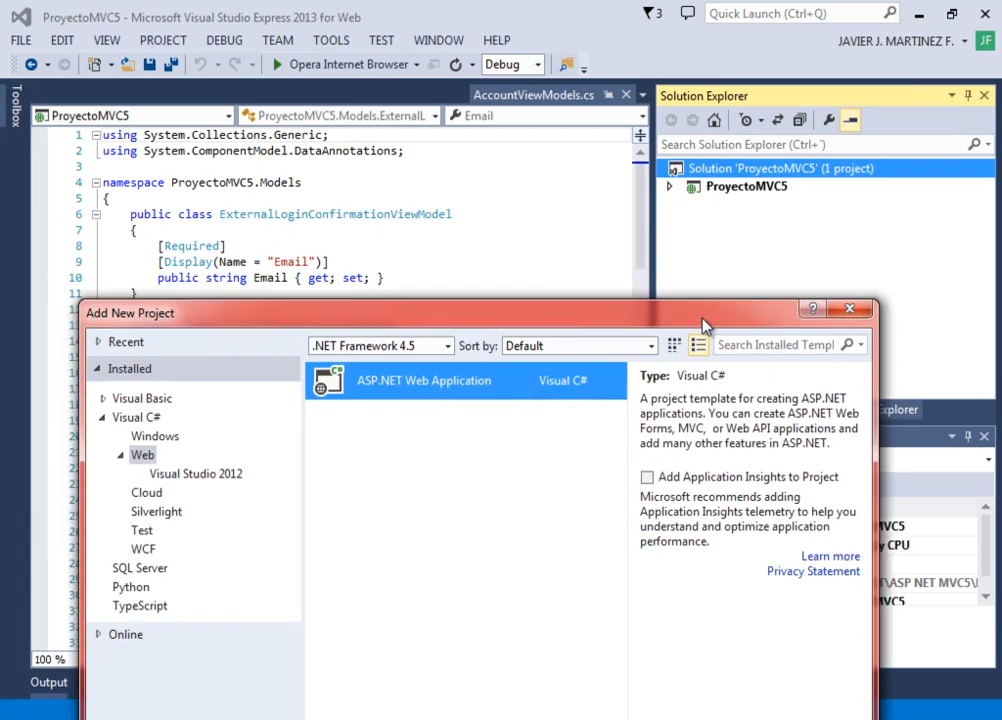 ProyectoMVC5 - Microsoft Visual Studio Express 2013 for Web
3
Quick Launch (Ctrl+Q)
FILE EDIT VIEW PROJECT DEBUG TEAM TOOLS TEST WINDOW HELP
JAVIER J. MARTINEZ F. JF
Opera Internet Browser Debug
Toolbox
AccountViewModels.cs
ProyectoMVC5 ProyectoMVC5.Models.ExternalL Email
1 using System.Collections.Generic;
2 using System.ComponentModel.DataAnnotations;
3
4 namespace ProyectoMVC5.Models
5 {
6 public class ExternalLoginConfirmationViewModel
7 {
8 [Required]
9 [Display(Name = "Email")]
10 public string Email { get; set; }
11 }
Solution Explorer
Search Solution Explorer (Ctrl+´)
Solution 'ProyectoMVC5' (1 project)
ProyectoMVC5
Add New Project
Recent
Installed
Visual Basic
Visual C#
Windows
Web
Visual Studio 2012
Cloud
Silverlight
Test
WCF
SQL Server
Python
TypeScript
Online
.NET Framework 4.5 Sort by: Default
Search Installed Templ
ASP.NET Web Application Visual C#
Type: Visual C#
A project template for creating ASP.NET
applications. You can create ASP.NET Web
Forms, MVC, or Web API applications and
add many other features in ASP.NET.
Add Application Insights to Project
Microsoft recommends adding
Application Insights telemetry to help you
understand and optimize application
performance.
Learn more
Privacy Statement
xplorer
MVC5
y CPU
\ASP NET MVC5\
MVC5
100 %
Output